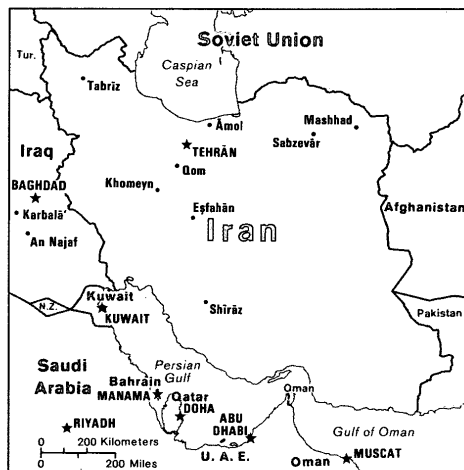 Soviet Union
Caspian
Sea
Tur.
Tabrīz
Āmol
Mashhad
Sabzevār
TEHRĀN
Iraq
Qom
BAGHDAD
Khomeyn
Karbalā'
Eşfahān
Afghanistan
An Najaf
Iran
Kuwait
N.Z.
KUWAIT
Shīrāz
Pakistan
Saudi
Arabia
Persian
Gulf
Bahrain
MANAMA
Qatar
DOHA
Oman
ABU
DHABI
Gulf of Oman
RIYADH
U. A. E.
Oman
MUSCAT
0 200 Kilometers
0 200 Miles